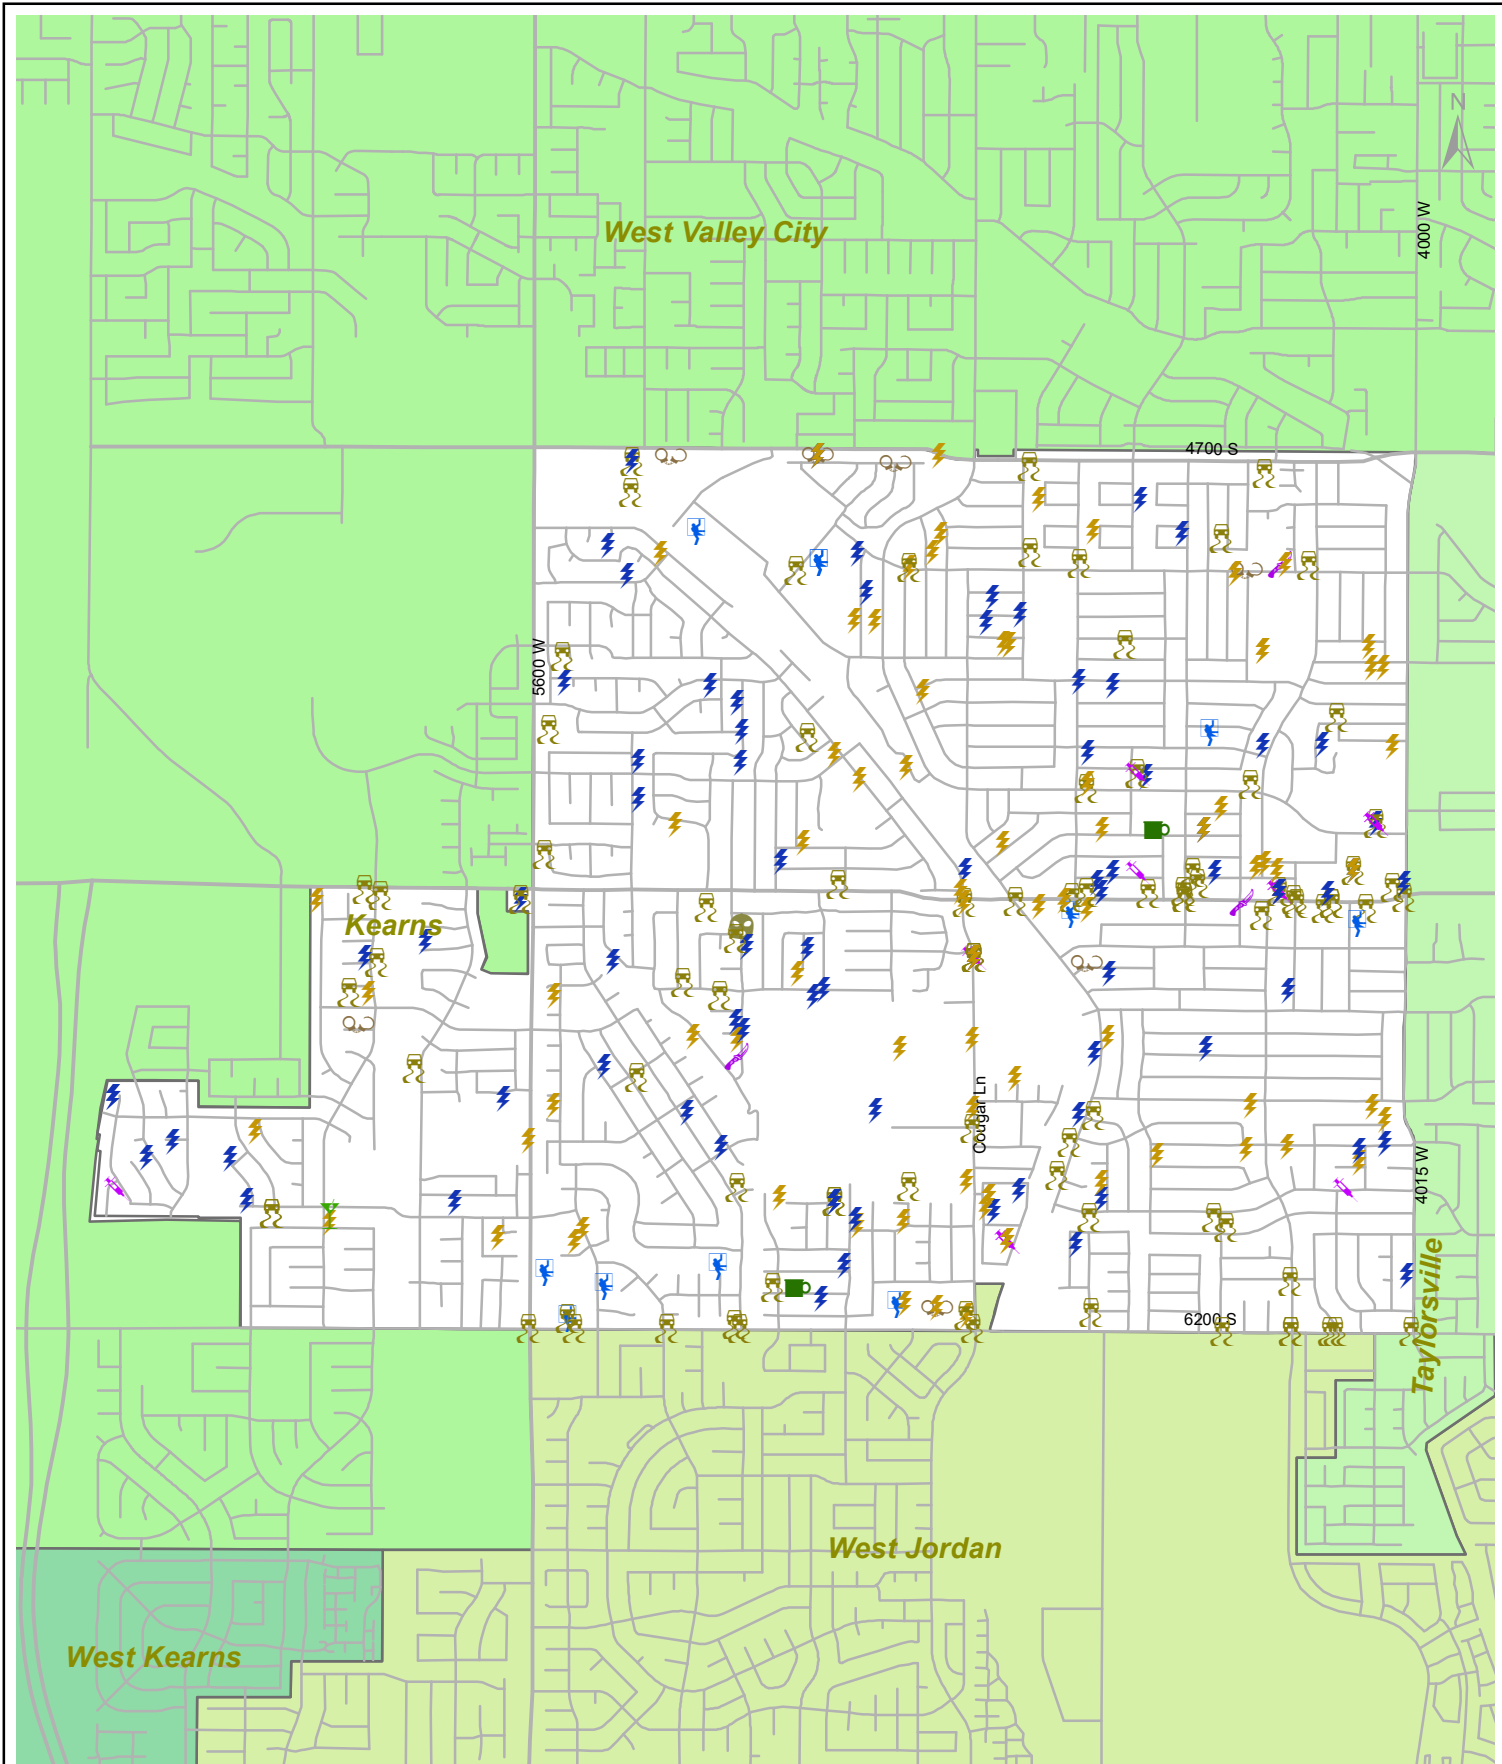 N
West Valley City
4000 W
4700 S
5600 W
Kearns
Cougar Ln
4015 W
Taylorsville
6200 S
West Jordan
West Kearns